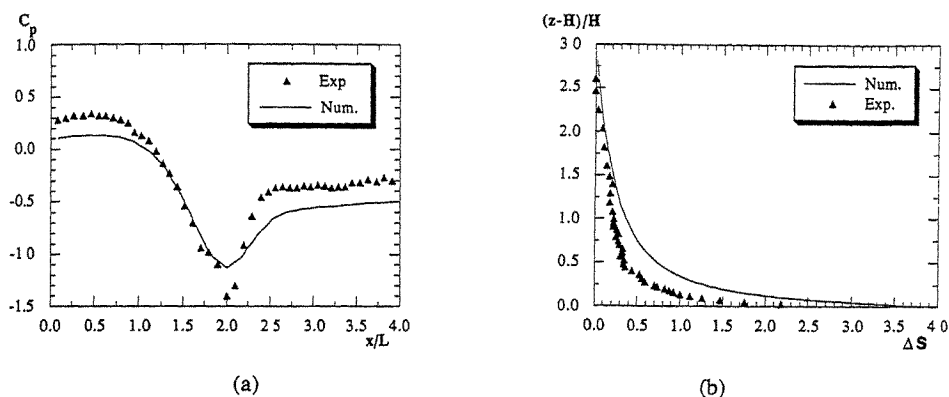 C_p
1.0
0.5
0.0
-0.5
-1.0
-1.5
0.0 0.5 1.0 1.5 2.0 2.5 3.0 3.5 4.0
x/L
Exp
Num.
(a)
(z-H)/H
3.0
2.5
2.0
1.5
1.0
0.5
0.0
0.0 0.5 1.0 1.5 2.0 2.5 3.0 3.5 4 0
ΔS
Num.
Exp.
(b)